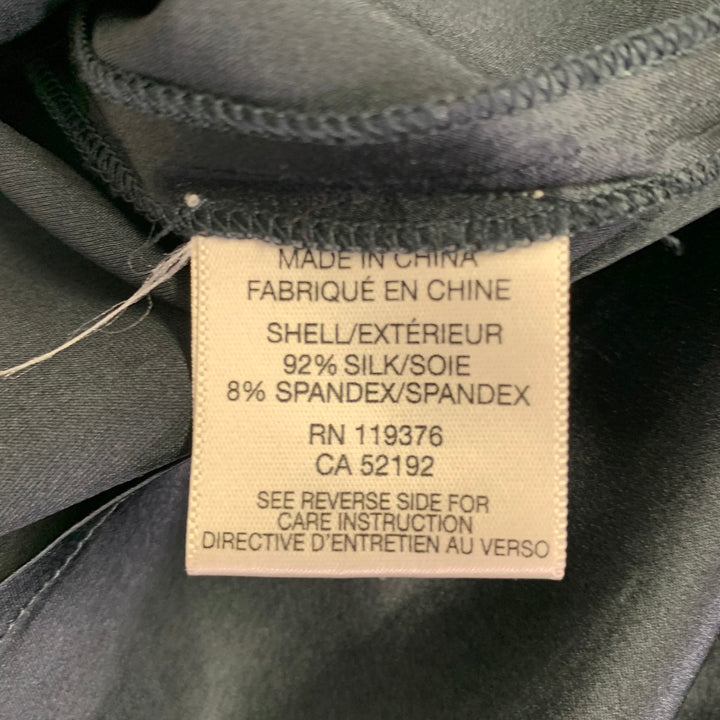 MADE IN CHINA
FABRIQUÉ EN CHINE
SHELL/EXTÉRIEUR
92% SILK/SOIE
8% SPANDEX/SPANDEX
RN 119376
CA 52192
SEE REVERSE SIDE FOR
CARE INSTRUCTION
DIRECTIVE D'ENTRETIEN AU VERSO